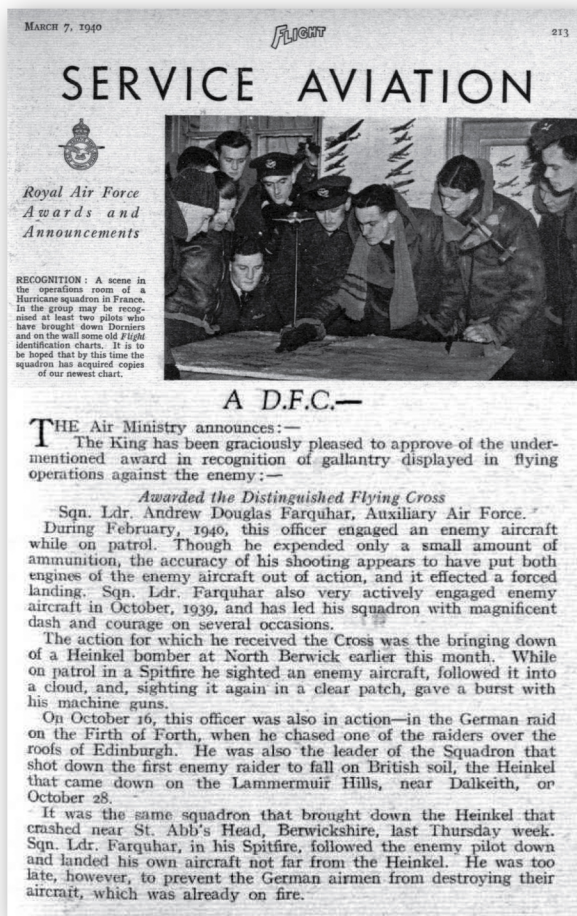 MARCH 7, 1940
FLIGHT
213
SERVICE AVIATION
Royal Air Force
Awards and
Announcements
RECOGNITION: A scene in
the operations room of a
Hurricane squadron in France.
In the group may be recog-
nised at least two pilots who
have brought down Dorniers
and on the wall some old Flight
identification charts. It is to
be hoped that by this time the
squadron has acquired copies
of our newest chart.
A D.F.C.—
THE Air Ministry announces:—
The King has been graciously pleased to approve of the under-
mentioned award in recognition of gallantry displayed in flying
operations against the enemy:—
Awarded the Distinguished Flying Cross
Sqn. Ldr. Andrew Douglas Farquhar, Auxiliary Air Force.
During February, 1940, this officer engaged an enemy aircraft
while on patrol. Though he expended only a small amount of
ammunition, the accuracy of his shooting appears to have put both
engines of the enemy aircraft out of action, and it effected a forced
landing. Sqn. Ldr. Farquhar also very actively engaged enemy
aircraft in October, 1939, and has led his squadron with magnificent
dash and courage on several occasions.
The action for which he received the Cross was the bringing down
of a Heinkel bomber at North Berwick earlier this month. While
on patrol in a Spitfire he sighted an enemy aircraft, followed it into
a cloud, and, sighting it again in a clear patch, gave a burst with
his machine guns.
On October 16, this officer was also in action—in the German raid
on the Firth of Forth, when he chased one of the raiders over the
roofs of Edinburgh. He was also the leader of the Squadron that
shot down the first enemy raider to fall on British soil, the Heinkel
that came down on the Lammermuir Hills, near Dalkeith, or
October 28.
It was the same squadron that brought down the Heinkel that
crashed near St. Abb's Head, Berwickshire, last Thursday week.
Sqn. Ldr. Farquhar, in his Spitfire, followed the enemy pilot down
and landed his own aircraft not far from the Heinkel. He was too
late, however, to prevent the German airmen from destroying their
aircraft, which was already on fire.